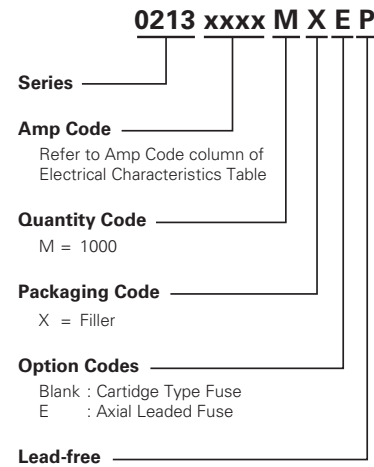 0213 xxxx M X E P
Series
Amp Code
Refer to Amp Code column of
Electrical Characteristics Table
Quantity Code
M = 1000
Packaging Code
X = Filler
Option Codes
Blank : Cartidge Type Fuse
E : Axial Leaded Fuse
Lead-free